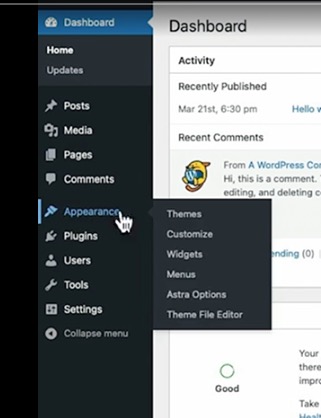 Dashboard
Home
Updates
Posts
Media
Pages
Comments
Appearance
Plugins
Users
Tools
Settings
Collapse menu
Themes
Customize
Widgets
Menus
Astra Options
Theme File Editor
Dashboard
Activity
Recently Published
Mar 21st, 6:30 pm Hello w
Recent Comments
From A WordPress Com
Hi, this is a comment. T
editing, and deleting c
ending (0)
Good
Your
there
impro
Take
Healt